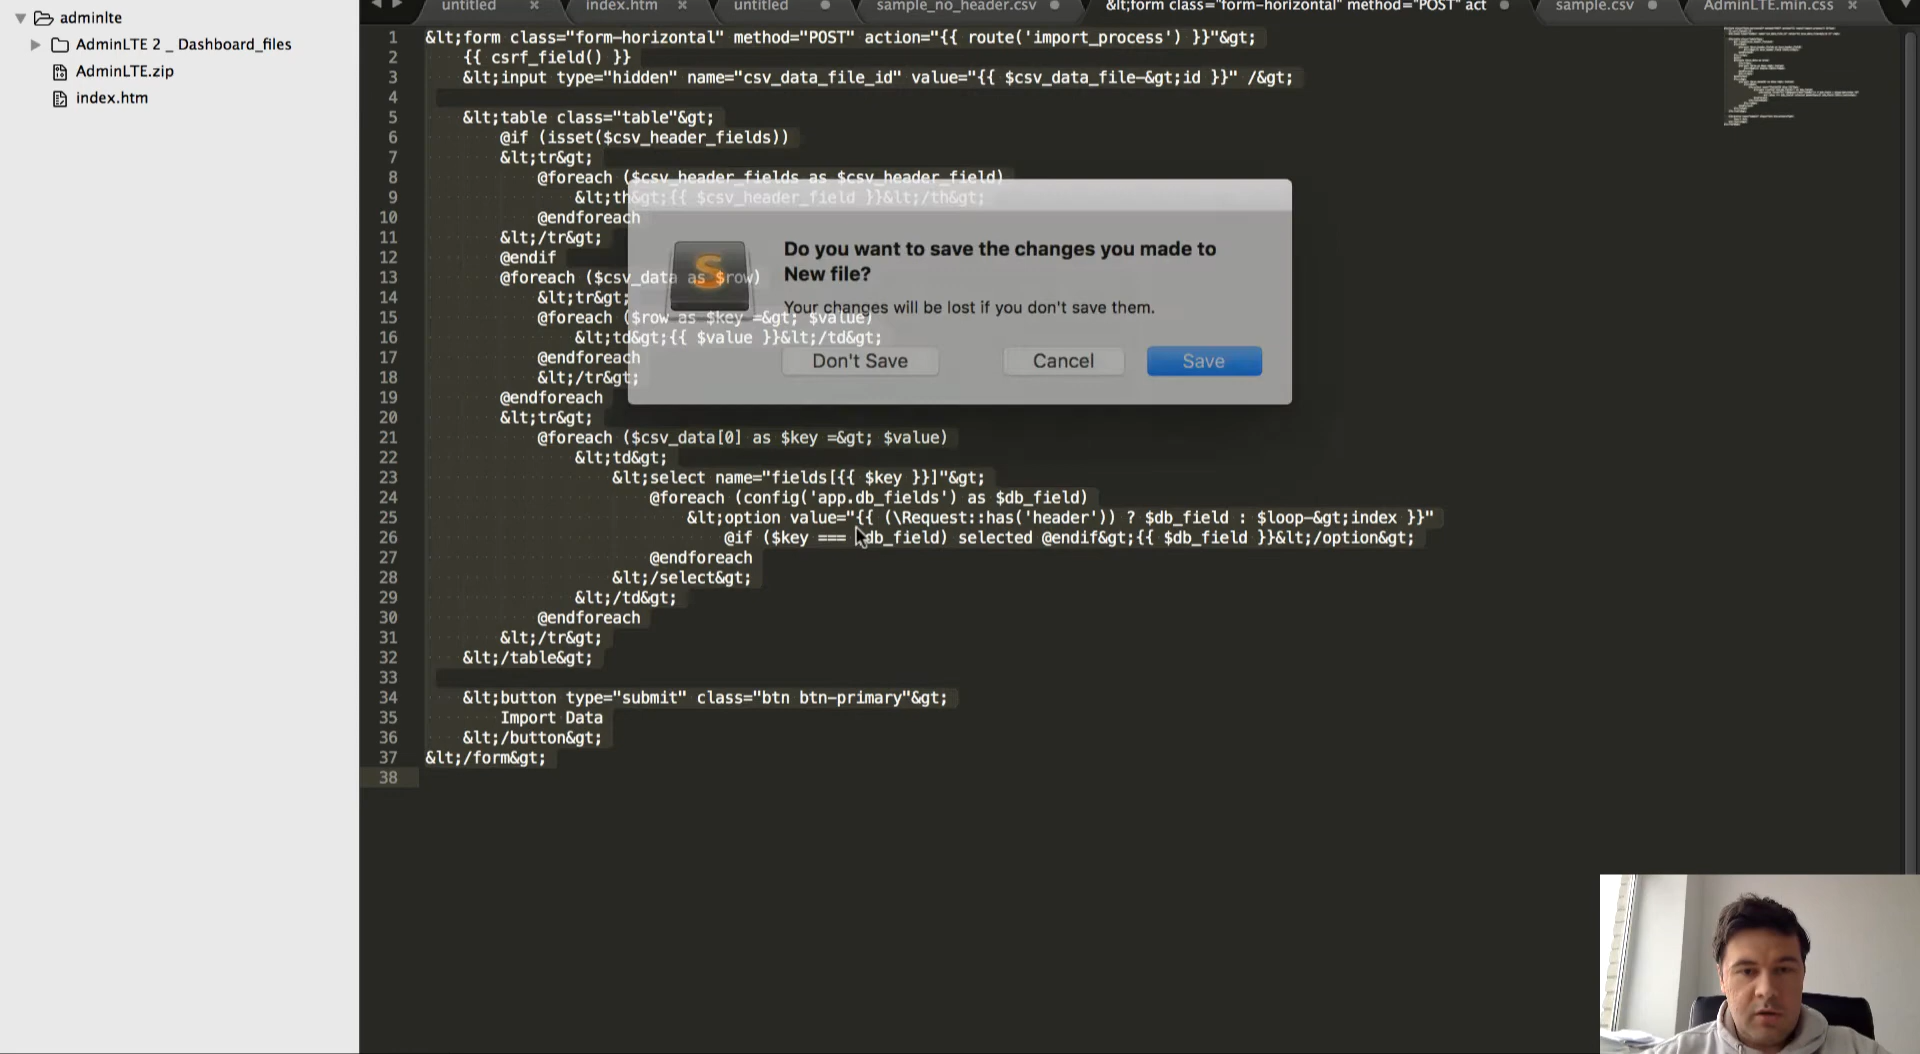 adminlte
AdminLTE 2 _ Dashboard_files
AdminLTE.zip
index.htm
untitled
index.htm
untitled
sample_no_header.csv
&lt;form class="form-horizontal" method="POST" act
sample.csv
AdminLTE.min.css
1 &lt;form class="form-horizontal" method="POST" action="{{ route('import_process') }}"&gt;
2 {{ csrf_field() }}
3 &lt;input type="hidden" name="csv_data_file_id" value="{{ $csv_data_file-&gt;id }}" /&gt;
4
5 &lt;table class="table"&gt;
6 @if (isset($csv_header_fields))
7 &lt;tr&gt;
8 @foreach ($csv_header_fields as $csv_header_field)
9 &lt;th&gt;{{ $csv_header_field }}&lt;/th&gt;
10 @endforeach
11 &lt;/tr&gt;
12 @endif
13 @foreach ($csv_data as $row)
14 &lt;tr&gt;
15 @foreach ($row as $key =&gt; $value)
16 &lt;td&gt;{{ $value }}&lt;/td&gt;
17 @endforeach
18 &lt;/tr&gt;
19 @endforeach
20 &lt;tr&gt;
21 @foreach ($csv_data[0] as $key =&gt; $value)
22 &lt;td&gt;
23 &lt;select name="fields[{{ $key }}]"&gt;
24 @foreach (config('app.db_fields') as $db_field)
25 &lt;option value="{{ (\Request::has('header')) ? $db_field : $loop-&gt;index }}"
26 @if ($key === $db_field) selected @endif&gt;{{ $db_field }}&lt;/option&gt;
27 @endforeach
28 &lt;/select&gt;
29 &lt;/td&gt;
30 @endforeach
31 &lt;/tr&gt;
32 &lt;/table&gt;
33
34 &lt;button type="submit" class="btn btn-primary"&gt;
35 Import Data
36 &lt;/button&gt;
37 &lt;/form&gt;
38
Do you want to save the changes you made to
New file?
Your changes will be lost if you don't save them.
Don't Save
Cancel
Save